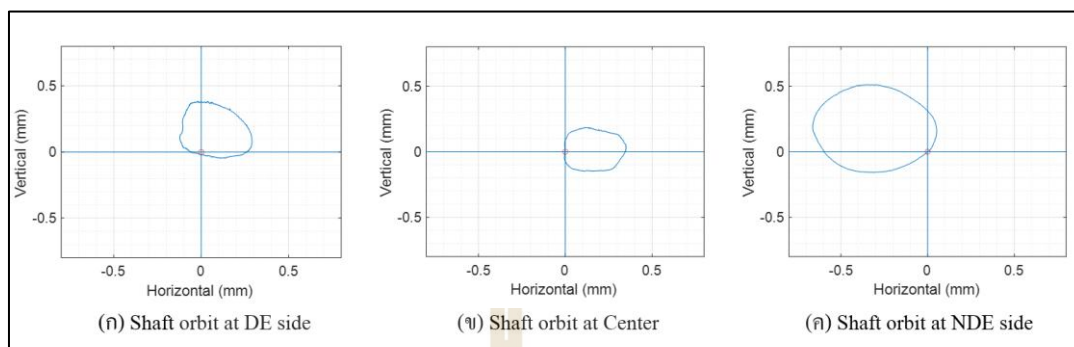 0.5
0
-0.5
Vertical (mm)
-0.5
0
0.5
Horizontal (mm)
(ก) Shaft orbit at DE side
0.5
0
-0.5
Vertical (mm)
-0.5
0
0.5
Horizontal (mm)
(ข) Shaft orbit at Center
0.5
0
-0.5
Vertical (mm)
-0.5
0
0.5
Horizontal (mm)
(ค) Shaft orbit at NDE side